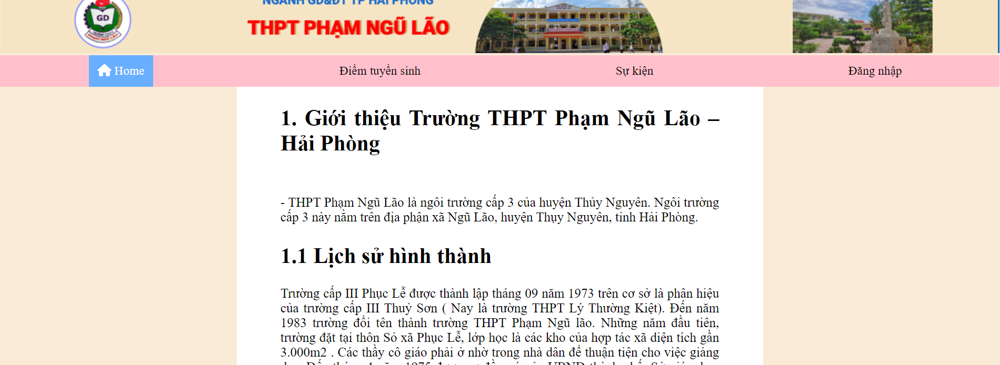 NGÀNH GD&ĐT TP HẢI PHÒNG
THPT PHẠM NGŨ LÃO
GD
TRƯỜNG T.H.P.T
PHẠM NGŨ LÃO
Home
Điểm tuyển sinh
Sự kiện
Đăng nhập
1. Giới thiệu Trường THPT Phạm Ngũ Lão –
Hải Phòng
- THPT Phạm Ngũ Lão là ngôi trường cấp 3 của huyện Thủy Nguyên. Ngôi trường
cấp 3 này nằm trên địa phận xã Ngũ Lão, huyện Thụy Nguyên, tỉnh Hải Phòng.
1.1 Lịch sử hình thành
Trường cấp III Phục Lễ được thành lập tháng 09 năm 1973 trên cơ sở là phân hiệu
của trường cấp III Thuỷ Sơn ( Nay là trường THPT Lý Thường Kiệt). Đến năm
1983 trường đổi tên thành trường THPT Phạm Ngũ lão. Những năm đầu tiên,
trường đặt tại thôn Sỏ xã Phục Lễ, lớp học là các kho của hợp tác xã diện tích gần
3.000m2 . Các thầy cô giáo phải ở nhờ trong nhà dân để thuận tiện cho việc giảng